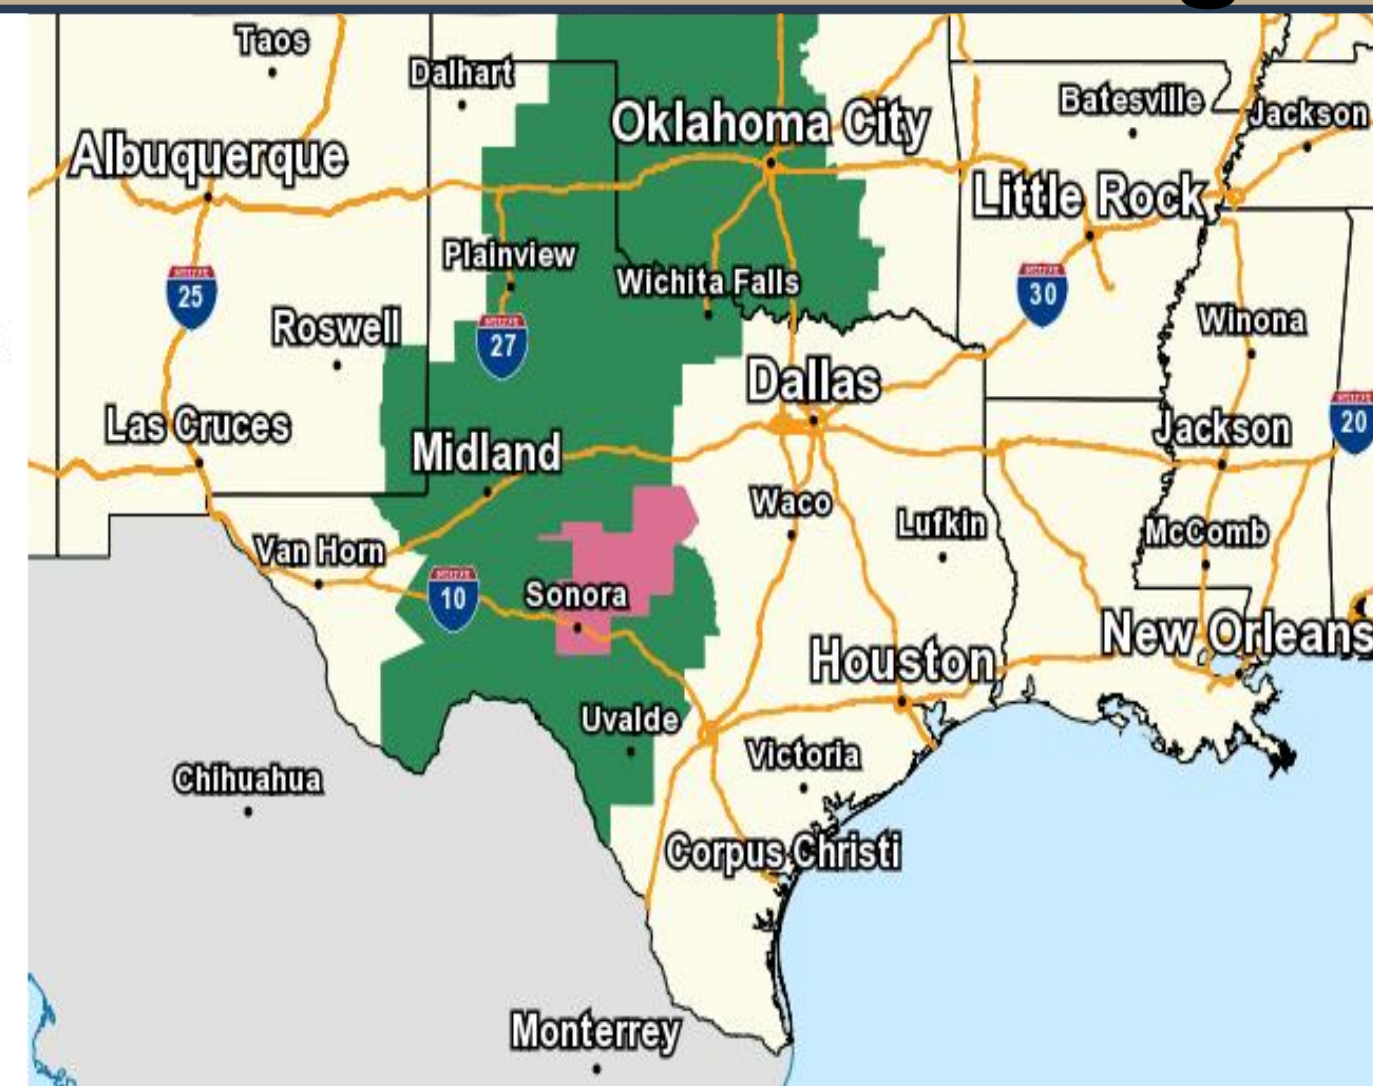 Taos
Dalhart
Batesville
Jackson
Oklahoma City
Albuquerque
Little Rock
Plainview
Wichita Falls
25
30
Roswell
27
Winona
Dallas
Las Cruces
20
Jackson
Midland
Waco
Lufkin
McComb
Van Horn
10
Sonora
New Orleans
Houston
Uvalde
Victoria
Chihuahua
Corpus Christi
Monterrey